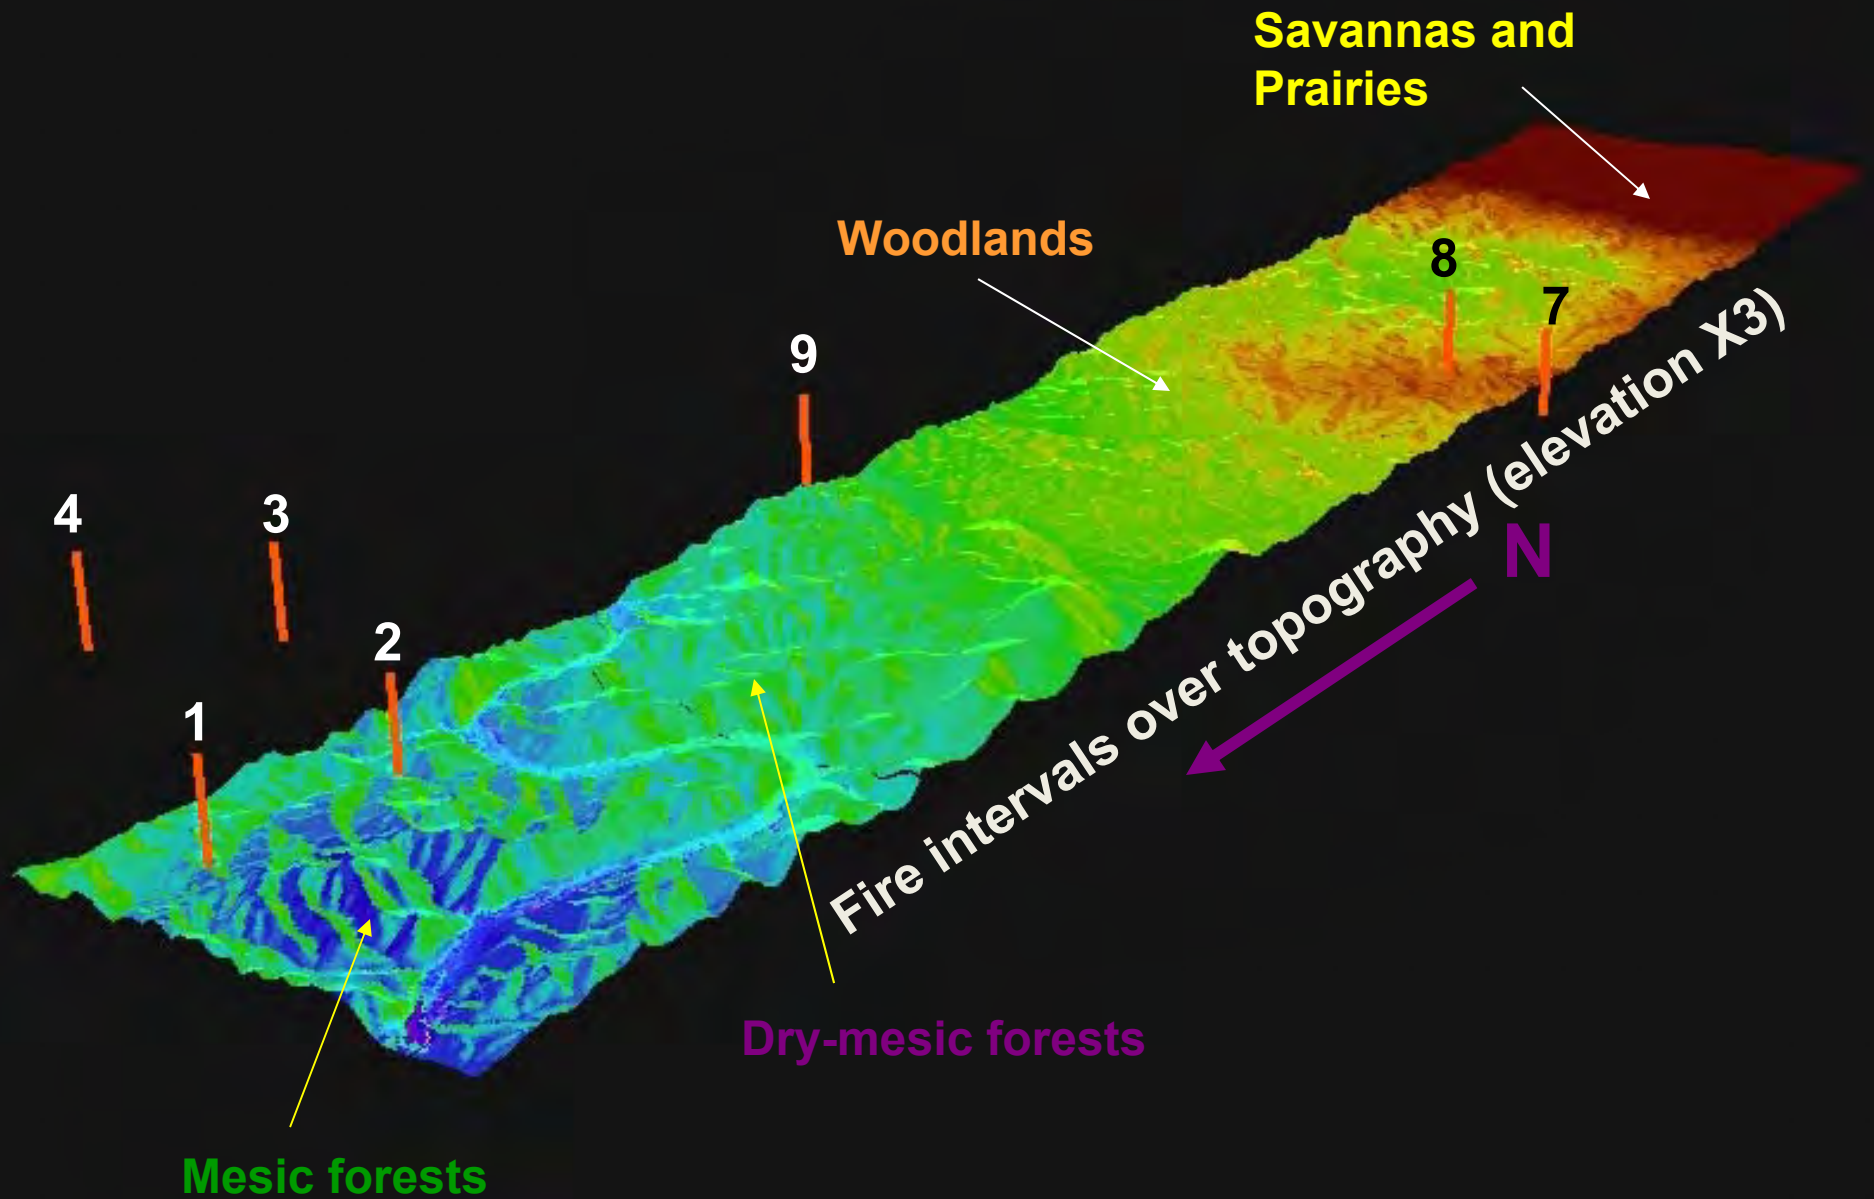 Savannas and
Prairies
Woodlands
8
7
9
4
3
2
1
Fire intervals over topography (elevation X3)
N
Dry-mesic forests
Mesic forests